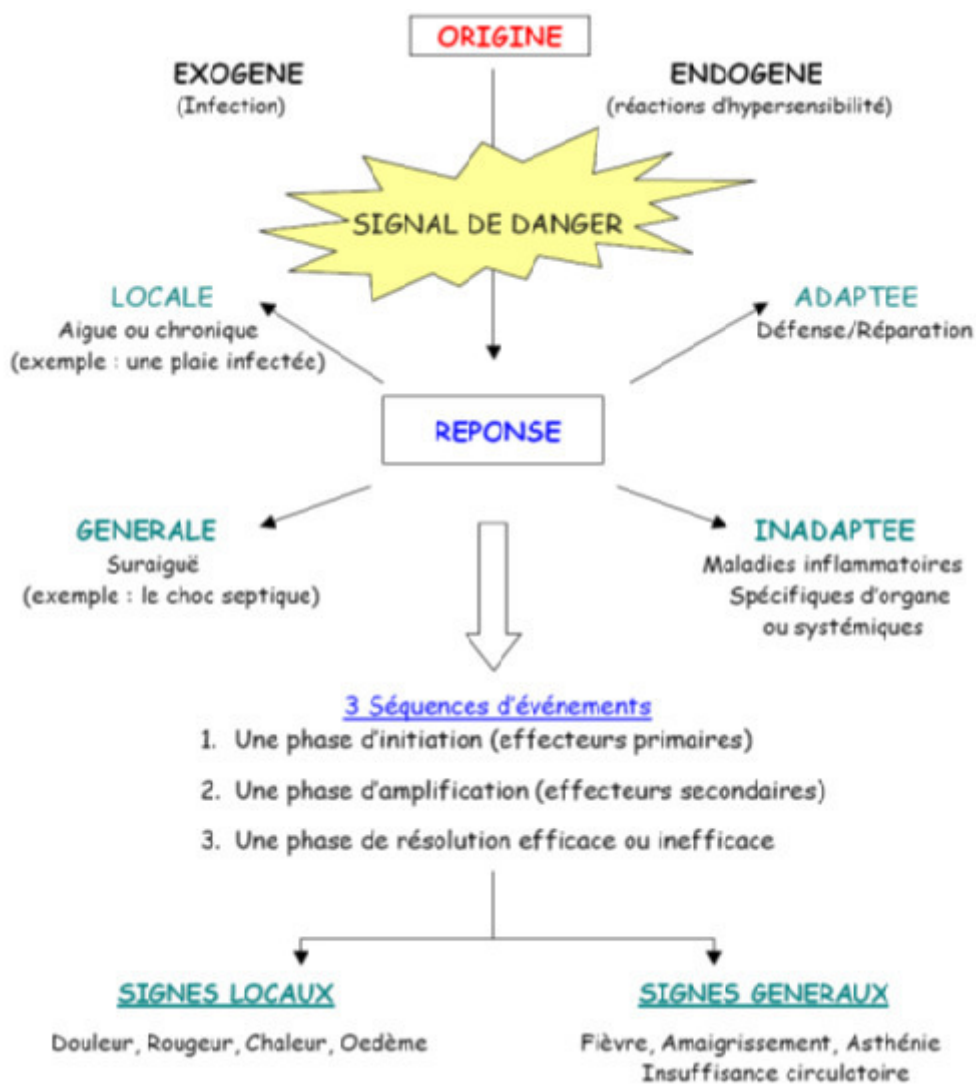 ORIGINE
EXOGENE
(Infection)
ENDOGENE
(réactions d'hypersensibilité)
SIGNAL DE DANGER
LOCALE
Aigue ou chronique
(exemple : une plaie infectée)
ADAPTEE
Défense/Réparation
REPONSE
GENERALE
Suraiguë
(exemple : le choc septique)
INADAPTEE
Maladies inflammatoires
Spécifiques d'organe
ou systémiques
3 Séquences d'événements
1. Une phase d'initiation (effecteurs primaires)
2. Une phase d'amplification (effecteurs secondaires)
3. Une phase de résolution efficace ou inefficace
SIGNES LOCAUX
Douleur, Rougeur, Chaleur, Oedème
SIGNES GENERAUX
Fièvre, Amaigrissement, Asthénie
Insuffisance circulatoire